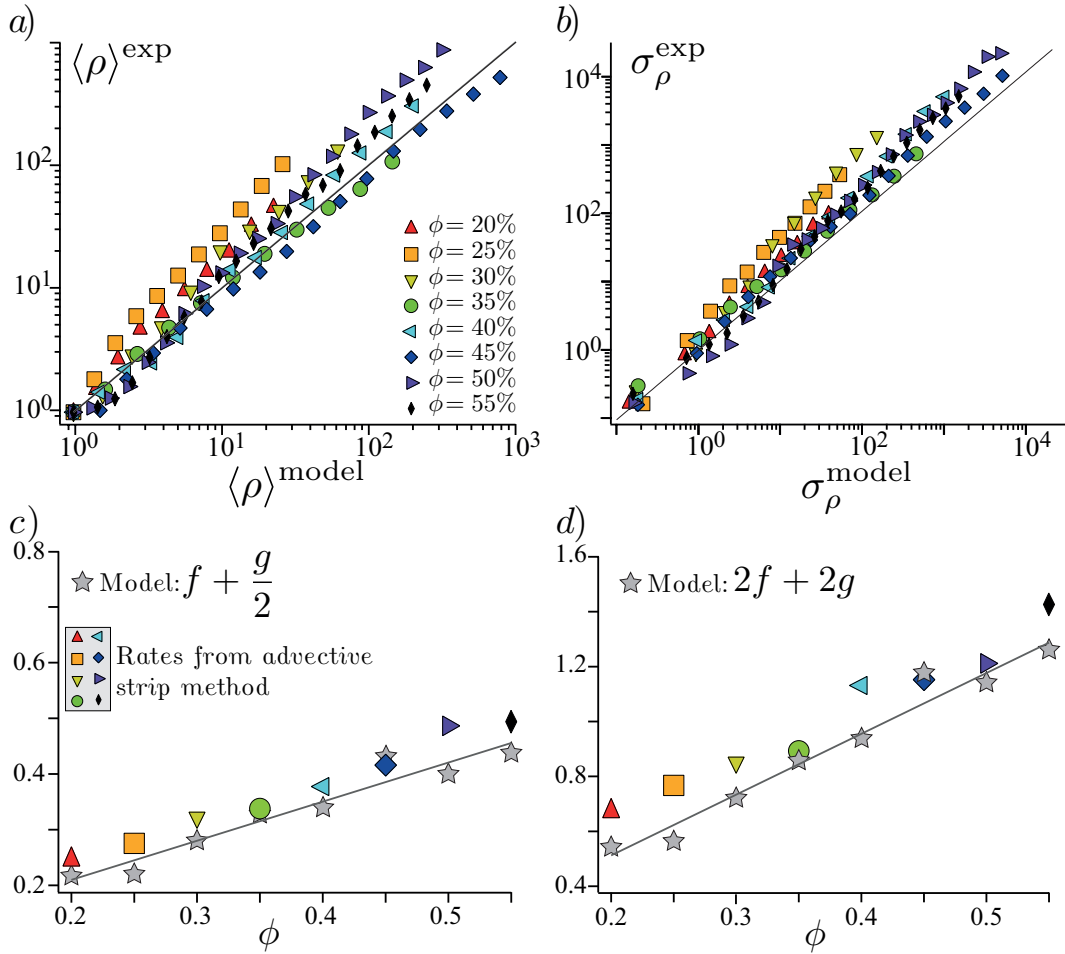 a)
⟨ρ⟩^exp
10^2
10^1
10^0
10^0 10^1 10^2 10^3
⟨ρ⟩^model
ϕ = 20%
ϕ = 25%
ϕ = 30%
ϕ = 35%
ϕ = 40%
ϕ = 45%
ϕ = 50%
ϕ = 55%
b)
σ_ρ^exp
10^4
10^2
10^0
10^0 10^2 10^4
σ_ρ^model
c)
0.8
0.6
0.4
0.2
Model: f + g/2
Rates from advective
strip method
0.2 0.3 0.4 0.5
ϕ
d)
1.6
1.2
0.8
0.4
Model: 2f + 2g
0.2 0.3 0.4 0.5
ϕ